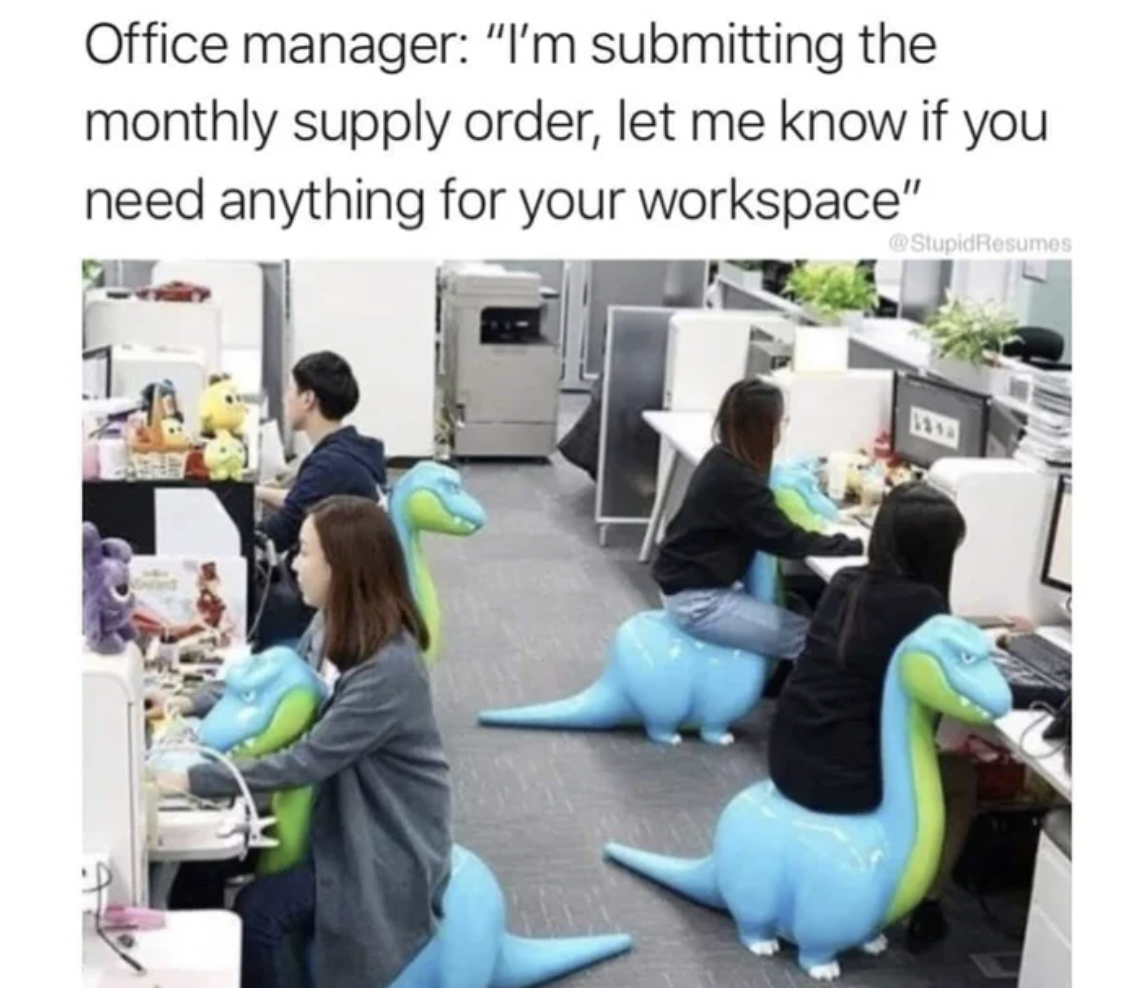 Office manager: "I'm submitting the
monthly supply order, let me know if you
need anything for your workspace"
@StupidResumes